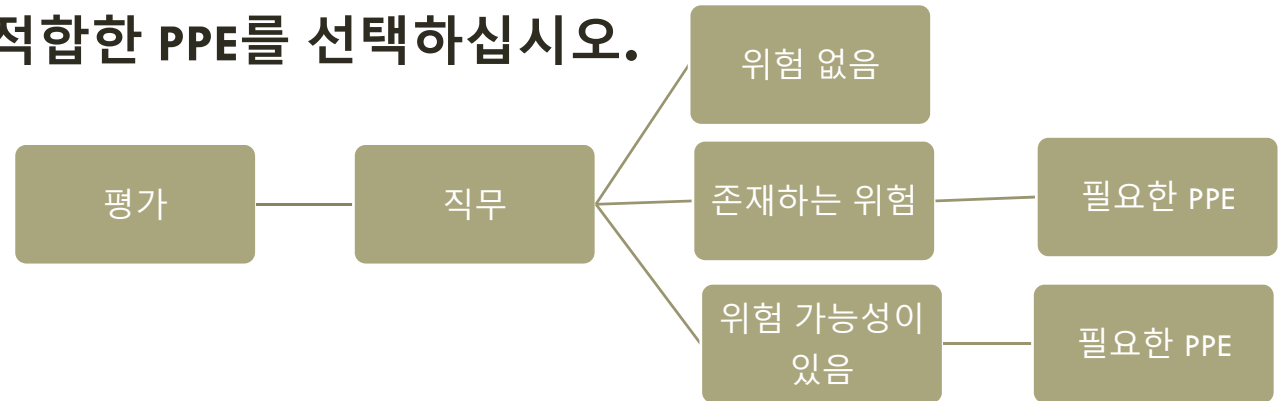 적합한 PPE를 선택하십시오.
위험 없음
평가
직무
존재하는 위험
필요한 PPE
위험 가능성이
있음
필요한 PPE